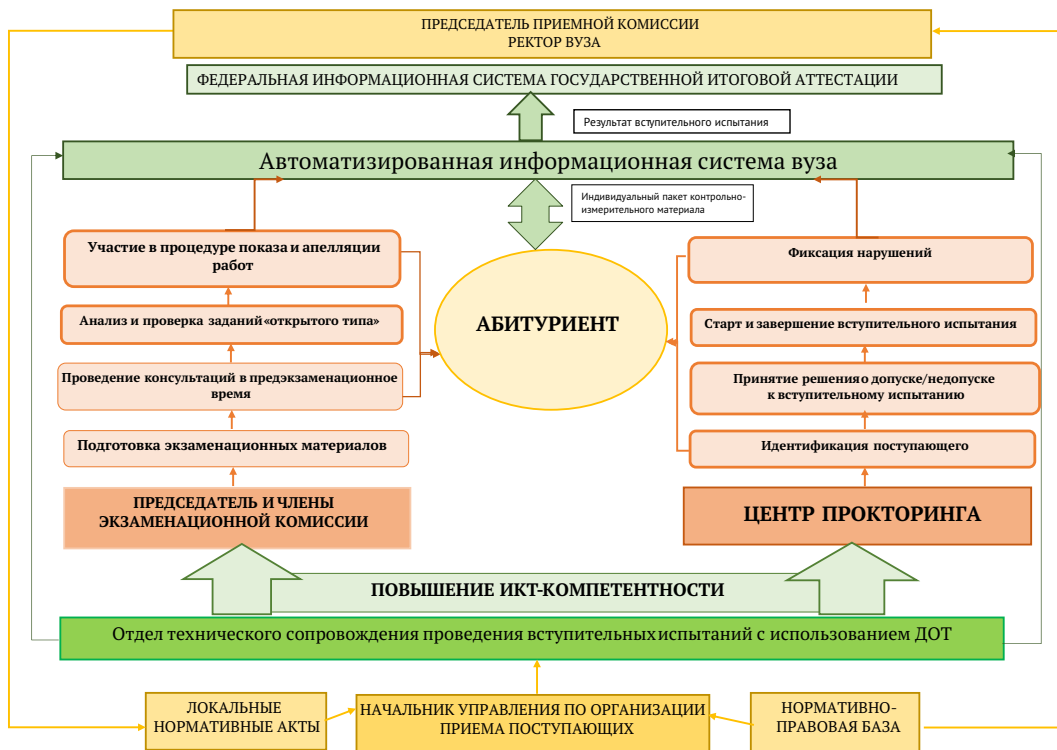 ПРЕДСЕДАТЕЛЬ ПРИЕМНОЙ КОМИССИИ
РЕКТОР ВУЗА
ФЕДЕРАЛЬНАЯ ИНФОРМАЦИОННАЯ СИСТЕМА ГОСУДАРСТВЕННОЙ ИТОГОВОЙ АТТЕСТАЦИИ
Результат вступительного испытания
Автоматизированная информационная система вуза
Индивидуальный пакет контрольно-
измерительного материала
Участие в процедуре показа и апелляции
работ
Анализ и проверка заданий «открытого типа»
Проведение консультаций в предэкзаменационное
время
Подготовка экзаменационных материалов
ПРЕДСЕДАТЕЛЬ И ЧЛЕНЫ
ЭКЗАМЕНАЦИОННОЙ КОМИССИИ
АБИТУРИЕНТ
Фиксация нарушений
Старт и завершение вступительного испытания
Принятие решения о допуске/недопуске
к вступительному испытанию
Идентификация поступающего
ЦЕНТР ПРОКТОРИНГА
ПОВЫШЕНИЕ ИКТ-КОМПЕТЕНТНОСТИ
Отдел технического сопровождения проведения вступительных испытаний с использованием ДОТ
ЛОКАЛЬНЫЕ
НОРМАТИВНЫЕ АКТЫ
НАЧАЛЬНИК УПРАВЛЕНИЯ ПО ОРГАНИЗАЦИИ
ПРИЕМА ПОСТУПАЮЩИХ
НОРМАТИВНО-
ПРАВОВАЯ БАЗА